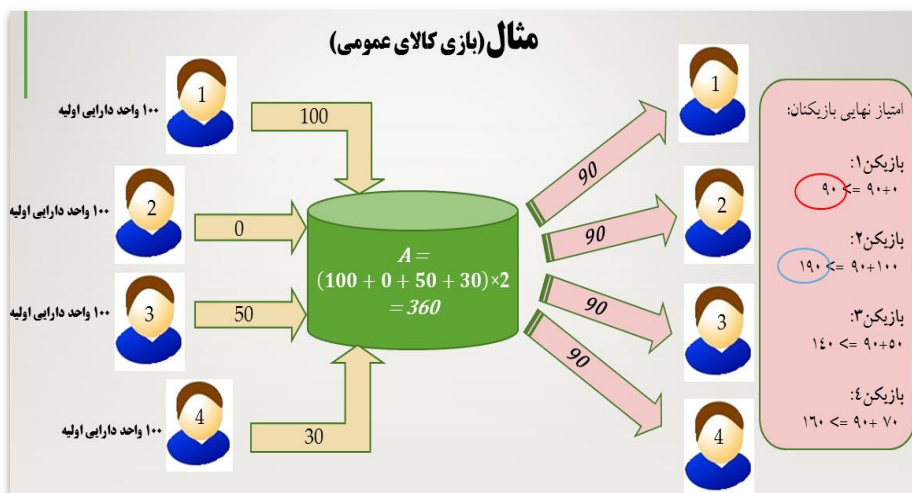 مثال(بازی کالای عمومی)
1
۱۰۰ واحد دارایی اولیه
100
2
۱۰۰ واحد دارایی اولیه
0
3
۱۰۰ واحد دارایی اولیه
50
4
۱۰۰ واحد دارایی اولیه
30
A =
(100 + 0 + 50 + 30)×2
= 360
90
90
90
90
1
2
3
4
امتیاز نهایی بازیکنان:
بازیکن۱:
۹۰+۰ => ۹۰
بازیکن۲:
۹۰+۱۰۰ => ۱۹۰
بازیکن۳:
۹۰+۵۰ => ۱٤۰
بازیکن٤:
۹۰+ ۷۰ => ۱٦۰